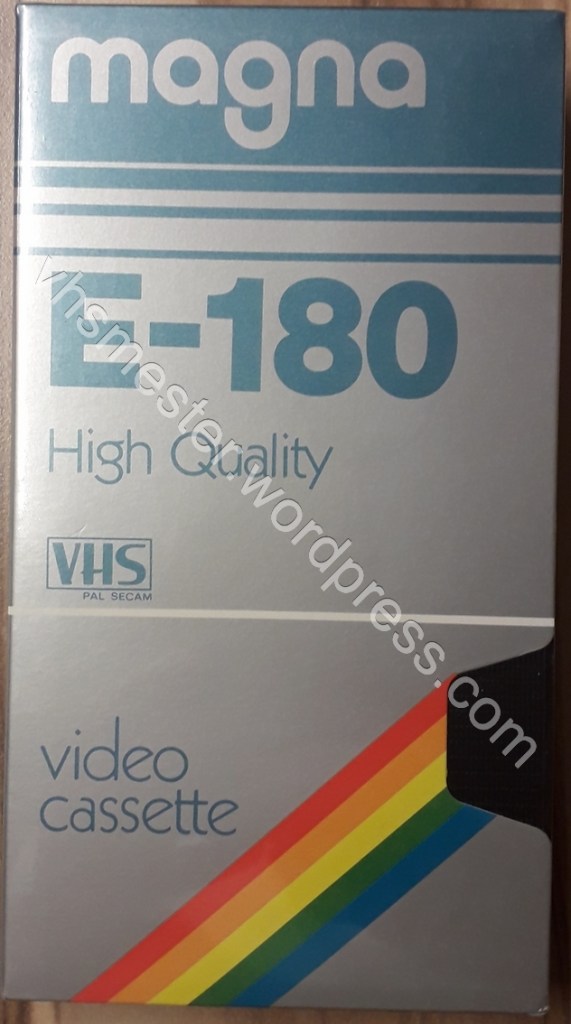 magna
E-180
High Quality
VHS
PAL SECAM
video
cassette
vhsmester.wordpress.com